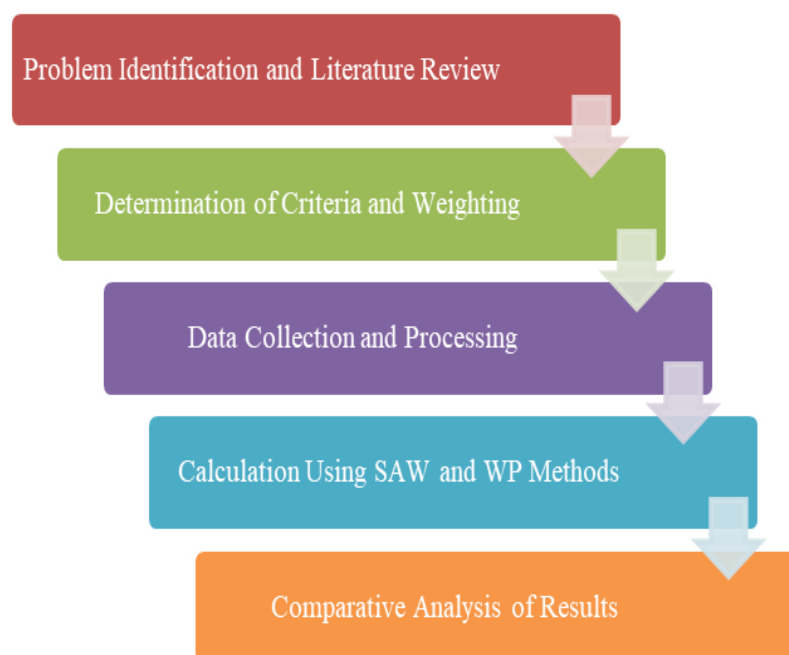 Problem Identification and Literature Review
Determination of Criteria and Weighting
Data Collection and Processing
Calculation Using SAW and WP Methods
Comparative Analysis of Results